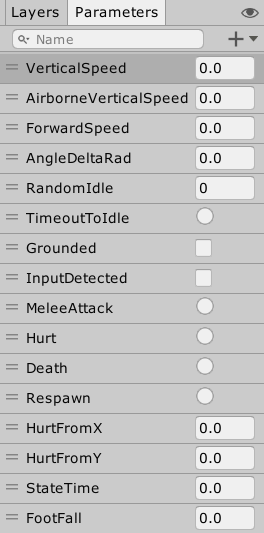 Layers Parameters
Name
VerticalSpeed 0.0
AirborneVerticalSpeed 0.0
ForwardSpeed 0.0
AngleDeltaRad 0.0
RandomIdle 0
TimeoutToIdle
Grounded
InputDetected
MeleeAttack
Hurt
Death
Respawn
HurtFromX 0.0
HurtFromY 0.0
StateTime 0.0
FootFall 0.0